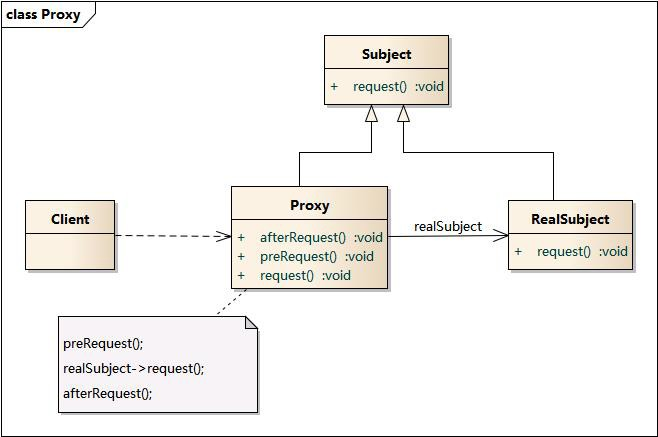 class Proxy
Subject
+ request() :void
Client
Proxy
+ afterRequest() :void
+ preRequest() :void
+ request() :void
realSubject
RealSubject
+ request() :void
preRequest();
realSubject->request();
afterRequest();